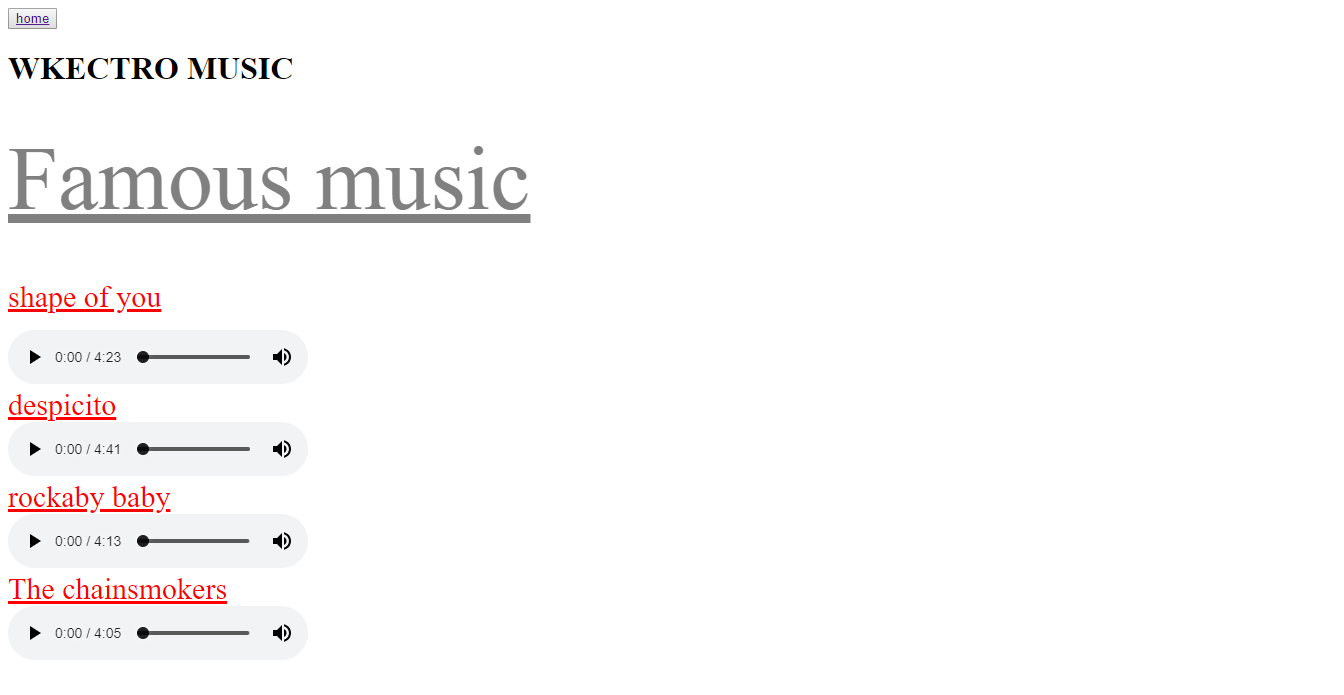 home
WKECTRO MUSIC
Famous music
shape of you
0:00 / 4:23
despicito
0:00 / 4:41
rockaby baby
0:00 / 4:13
The chainsmokers
0:00 / 4:05